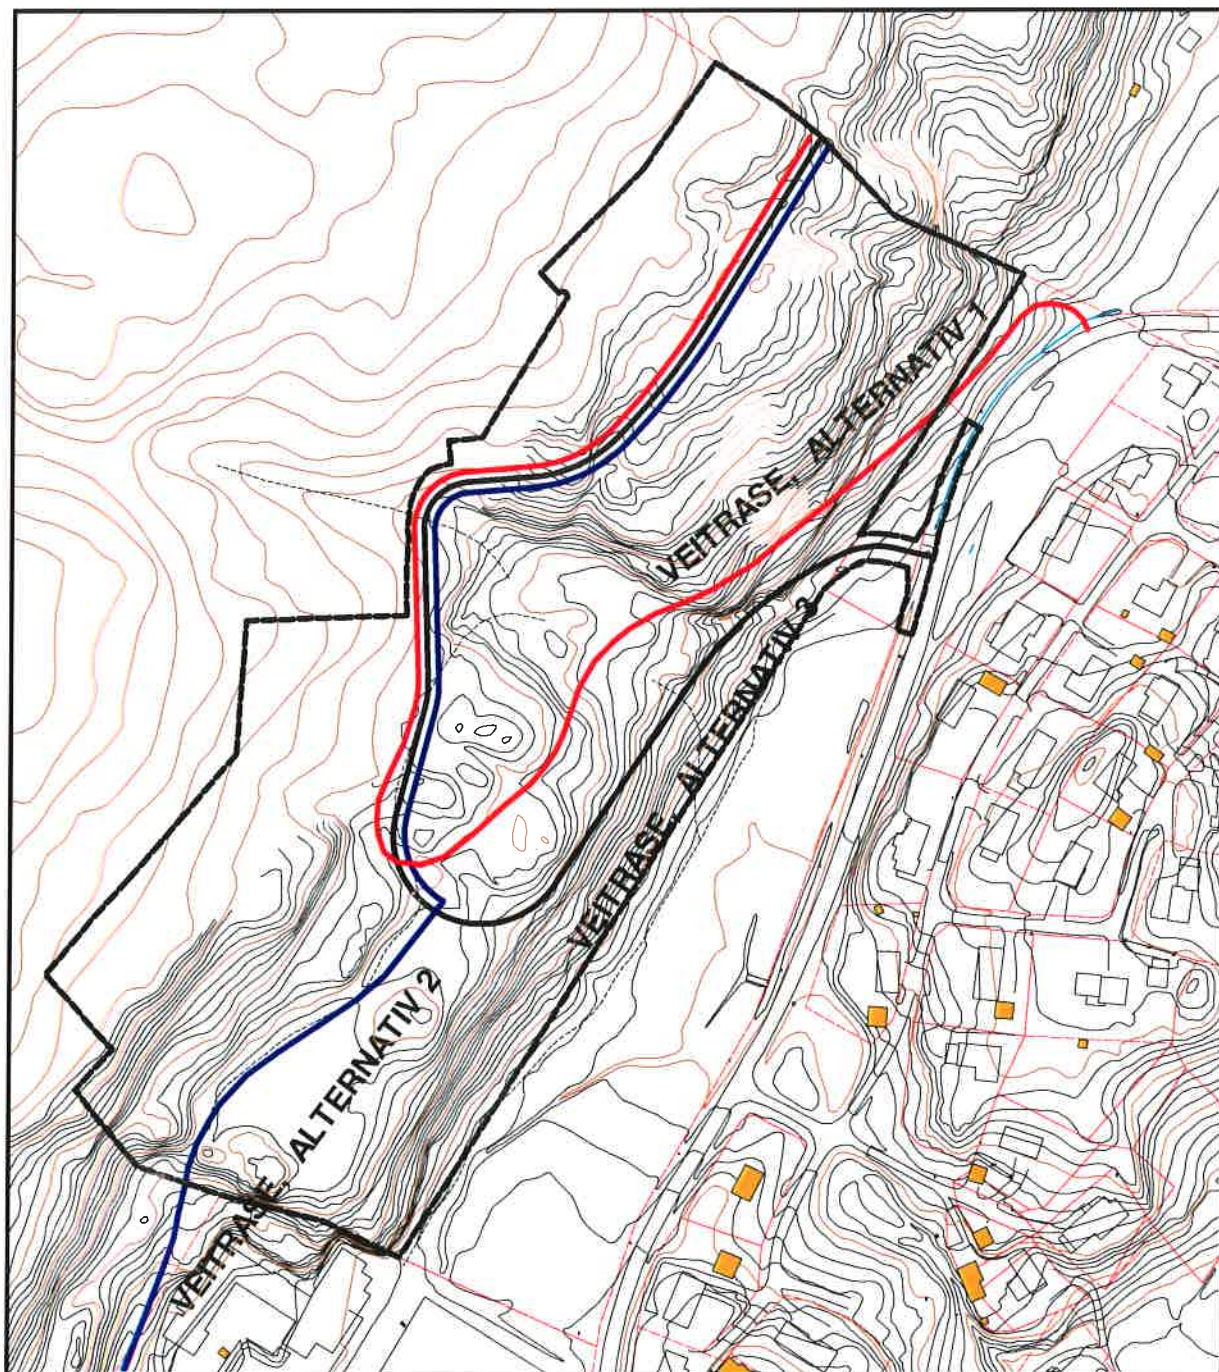 VEITRASE, ALTERNATIV 1
VEITRASE, ALTERNATIV 3
VEITRASE, ALTERNATIV 2